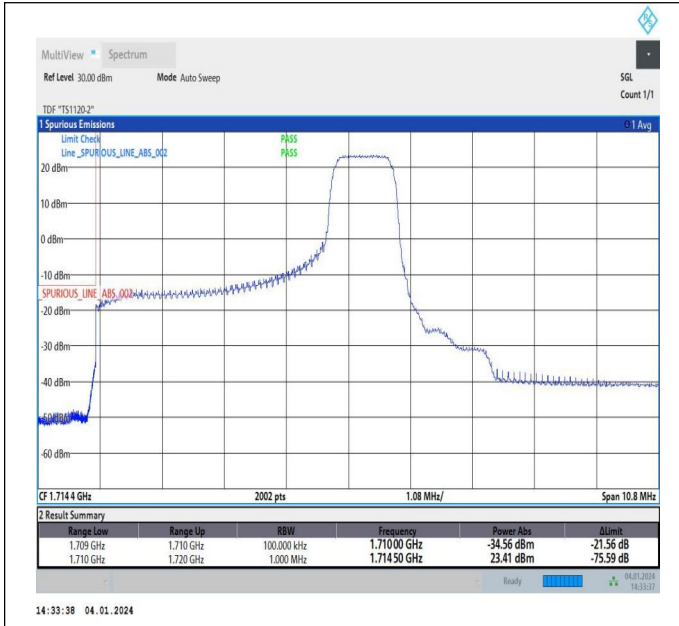 R S
MultiView Spectrum
Ref Level 30.00 dBm Mode Auto Sweep SGL
Count 1/1
TDF "TS1120-2"
1 Spurious Emissions 1 Avg
Limit Check PASS
Line _SPURIOUS_LINE_ABS_002 PASS
20 dBm
10 dBm
0 dBm
-10 dBm
_SPURIOUS_LINE_ABS_002
-20 dBm
-30 dBm
-40 dBm
-50 dBm
-60 dBm
CF 1.714 4 GHz 2002 pts 1.08 MHz/ Span 10.8 MHz
2 Result Summary
Range Low Range Up RBW Frequency Power Abs ΔLimit
1.709 GHz 1.710 GHz 100.000 kHz 1.710 00 GHz -34.56 dBm -21.56 dB
1.710 GHz 1.720 GHz 1.000 MHz 1.714 50 GHz 23.41 dBm -75.59 dB
Ready 04.01.2024
14:33:37
14:33:38 04.01.2024